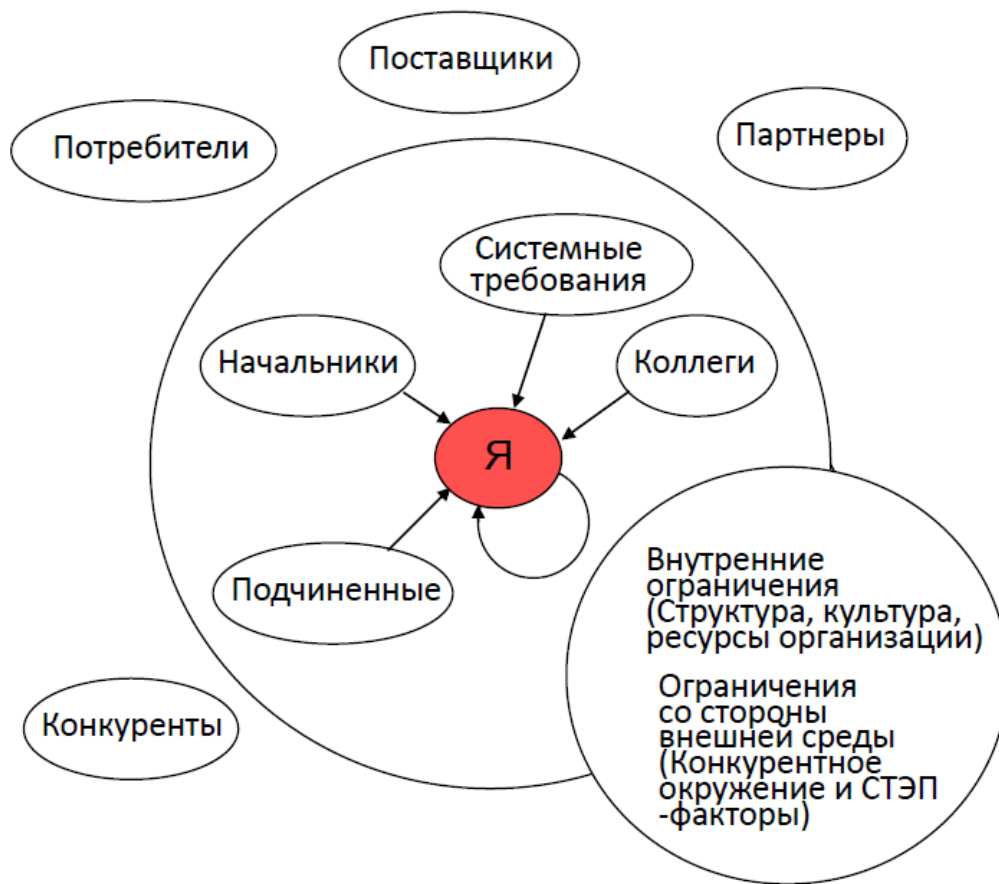 Поставщики
Потребители
Партнеры
Системные
требования
Начальники
Коллеги
Я
Подчиненные
Внутренние
ограничения
(Структура, культура,
ресурсы организации)
Ограничения
со стороны
внешней среды
(Конкурентное
окружение и СТЭП
-факторы)
Конкуренты